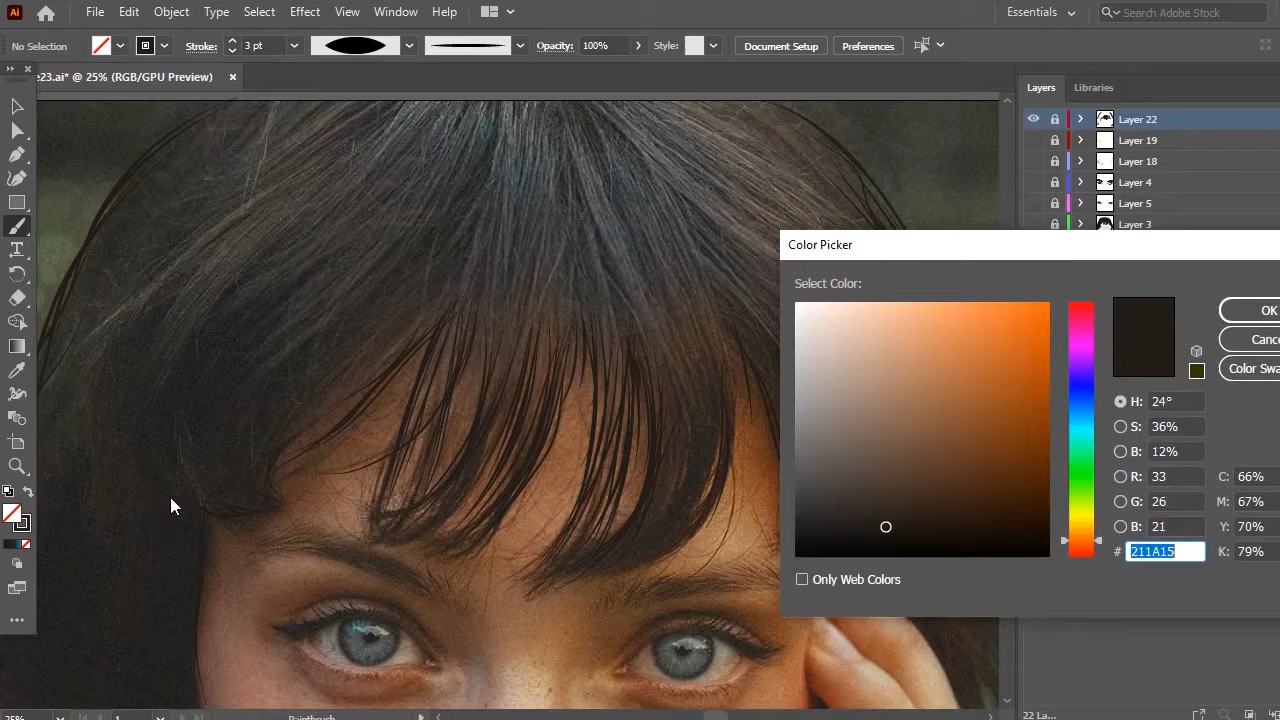 Ai File Edit Object Type Select Effect View Window Help Essentials Search Adobe Stock
No Selection Stroke: 3 pt Opacity: 100% Style: Document Setup Preferences
e23.ai* @ 25% (RGB/GPU Preview)
Layers Libraries
Layer 22
Layer 19
Layer 18
Layer 4
Layer 5
Layer 3
Color Picker
Select Color:
OK
Cance
Color Swa
H: 24°
S: 36%
B: 12%
R: 33 C: 66%
G: 26 M: 67%
B: 21 Y: 70%
# 211A15 K: 79%
Only Web Colors
25% 1 Paintbrush 22 La...